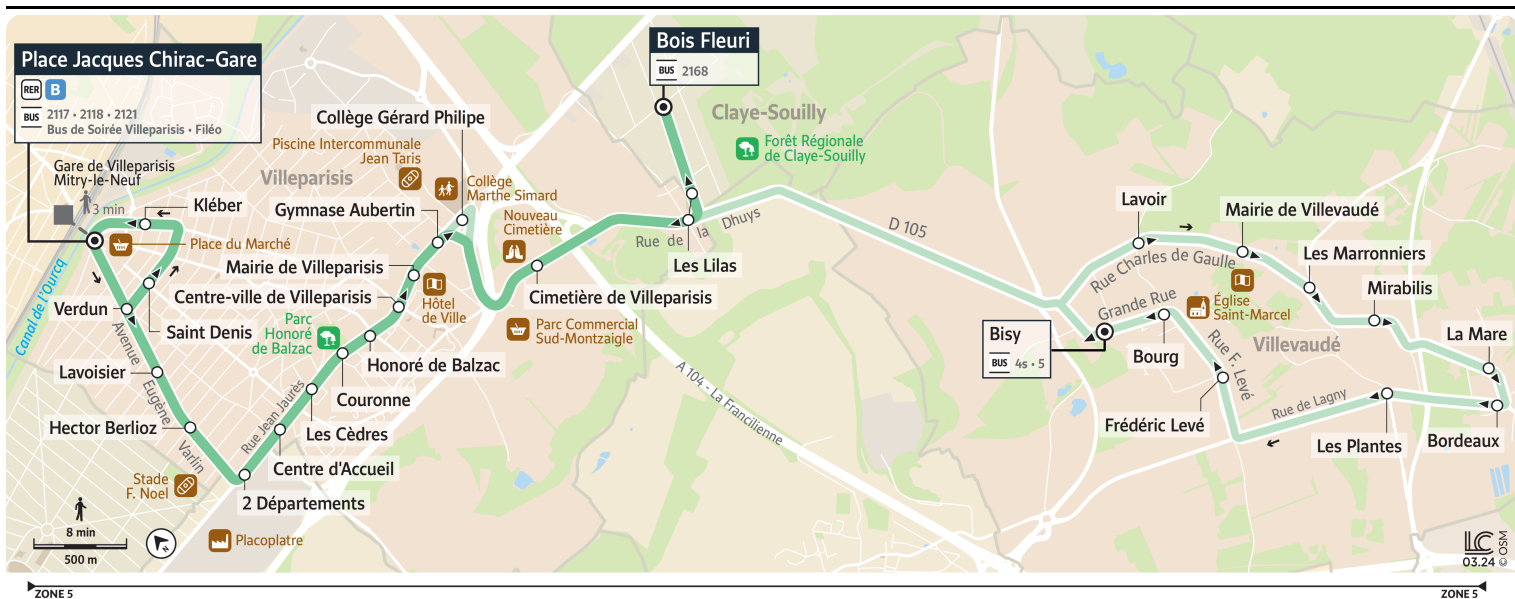 Place Jacques Chirac–Gare
RER B
BUS 2117 • 2118 • 2121
Bus de Soirée Villeparisis • Filéo
Gare de Villeparisis
Mitry-le-Neuf
3 min
Canal de l'Ourcq
Kléber
Place du Marché
Verdun
Saint Denis
Avenue Eugène Varlin
Lavoisier
Hector Berlioz
Stade
F. Noel
Placoplatre
2 Départements
Centre d'Accueil
Rue Jean Jaurès
Les Cèdres
Couronne
Honoré de Balzac
Parc
Honoré
de Balzac
Centre-ville de Villeparisis
Mairie de Villeparisis
Hôtel
de Ville
Gymnase Aubertin
Villeparisis
Collège Gérard Philipe
Piscine Intercommunale
Jean Taris
Collège
Marthe Simard
Nouveau
Cimetière
Cimetière de Villeparisis
Parc Commercial
Sud-Montzaigle
A 104 - La Francilienne
Bois Fleuri
BUS 2168
Claye-Souilly
Forêt Régionale
de Claye-Souilly
Rue de la Dhuys
Les Lilas
D 105
Bisy
BUS 4s • 5
Lavoir
Rue Charles de Gaulle
Mairie de Villevaudé
Les Marronniers
Mirabilis
La Mare
Bordeaux
Les Plantes
Rue de Lagny
Frédéric Levé
Rue F. Levé
Bourg
Grande Rue
Église
Saint-Marcel
Villevaudé
8 min
500 m
N
LC
03.24
© OSM
ZONE 5
ZONE 5